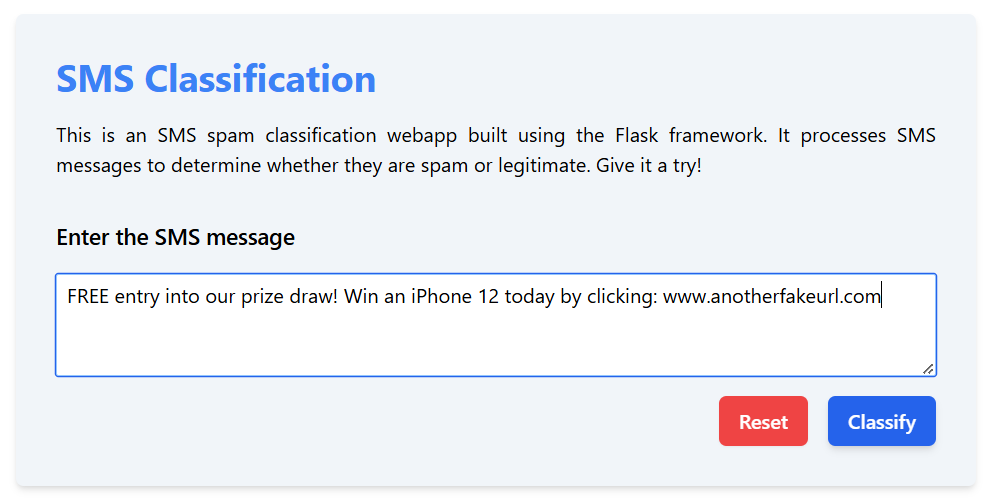 SMS Classification
This is an SMS spam classification webapp built using the Flask framework. It processes SMS
messages to determine whether they are spam or legitimate. Give it a try!
Enter the SMS message
FREE entry into our prize draw! Win an iPhone 12 today by clicking: www.anotherfakeurl.com
Reset Classify